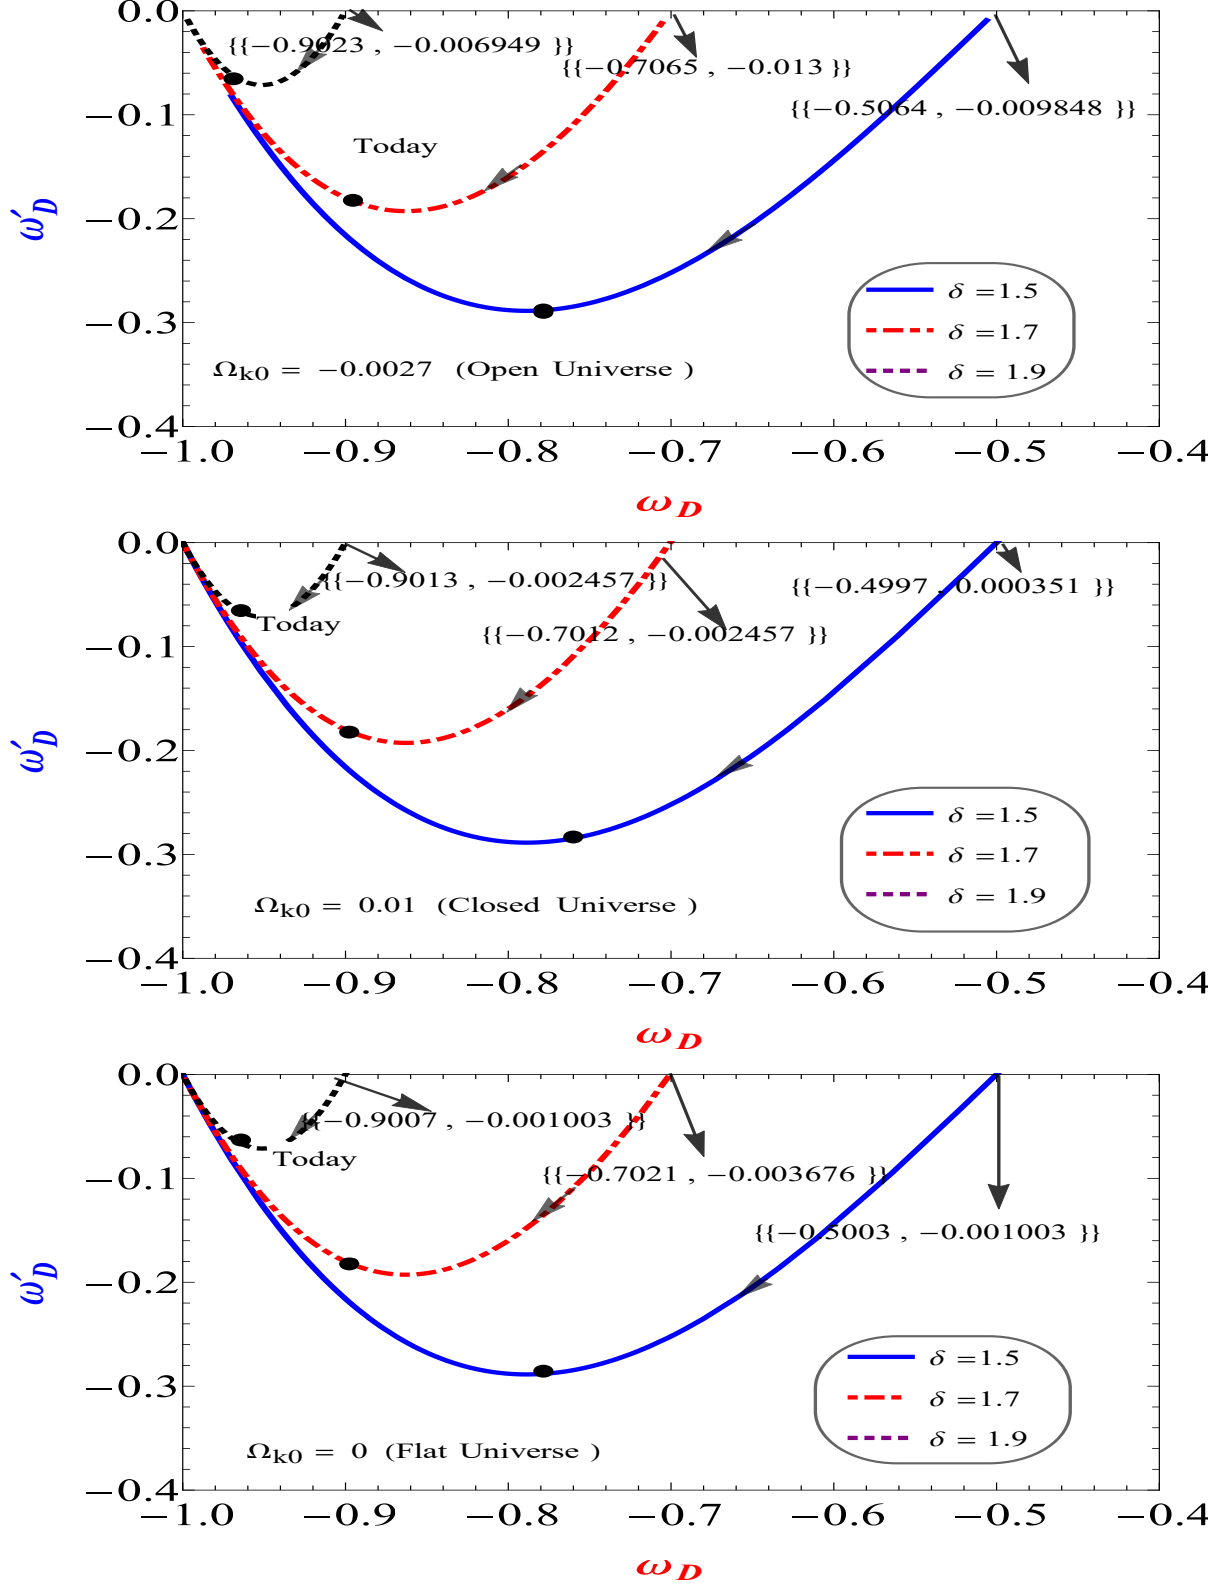 0.0
{{−0.9023 , −0.006949 }}
{{−0.7065 , −0.013 }}
{{−0.5064 , −0.009848 }}
−0.1
Today
ω′D
−0.2
δ =1.5
−0.3
δ =1.7
Ωk0 = −0.0027 (Open Universe )
δ = 1.9
−0.4
−1.0 −0.9 −0.8 −0.7 −0.6 −0.5 −0.4
ωD
0.0
{{−0.9013 , −0.002457 }}
{{−0.4997 , 0.000351 }}
Today
{{−0.7012 , −0.002457 }}
−0.1
ω′D
−0.2
−0.3
δ =1.5
δ =1.7
Ωk0 = 0.01 (Closed Universe )
δ = 1.9
−0.4
−1.0 −0.9 −0.8 −0.7 −0.6 −0.5 −0.4
ωD
0.0
{{−0.9007 , −0.001003 }}
Today
{{−0.7021 , −0.003676 }}
−0.1
{{−0.5003 , −0.001003 }}
ω′D
−0.2
−0.3
δ =1.5
δ =1.7
δ = 1.9
Ωk0 = 0 (Flat Universe )
−0.4
−1.0 −0.9 −0.8 −0.7 −0.6 −0.5 −0.4
ωD